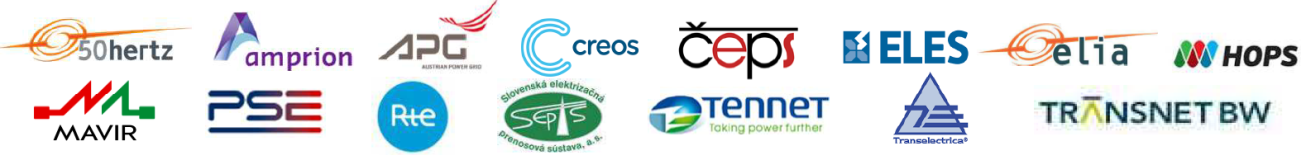 50hertz
amprion
APG
AUSTRIAN POWER GRID
creos
čeps
ELES
elia
HOPS
MAVIR
PSE
Rte
Slovenská elektrizačná
SEPS
prenosová sústava, a.s.
TENNET
Taking power further
Transelectrica®
TRANSNET BW